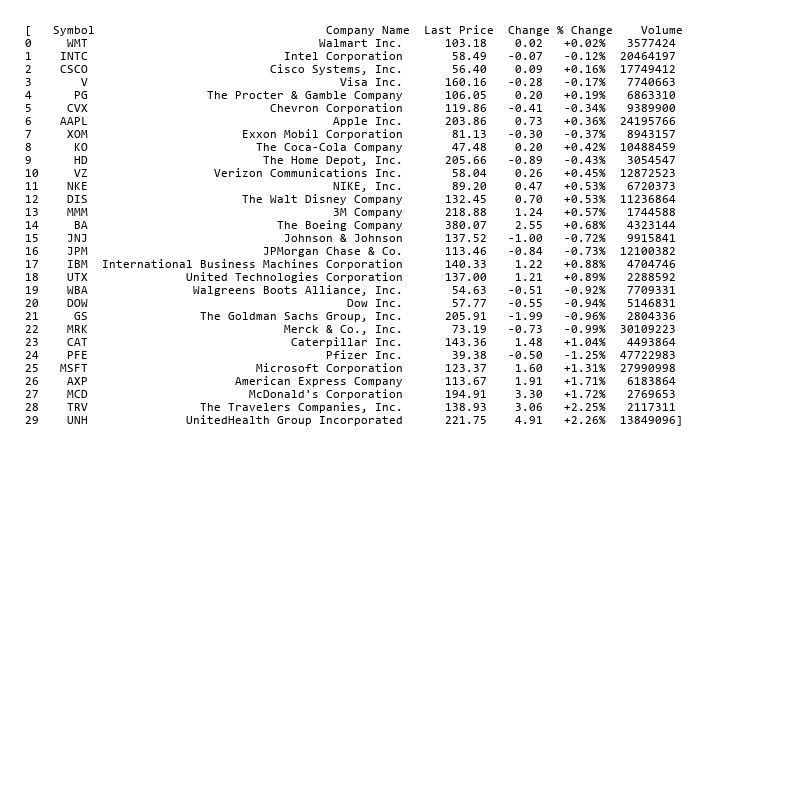 [   Symbol                                 Company Name  Last Price  Change % Change    Volume
0     WMT                                 Walmart Inc.      103.18    0.02   +0.02%   3577424
1    INTC                            Intel Corporation       58.49   -0.07   -0.12%  20464197
2    CSCO                          Cisco Systems, Inc.       56.40    0.09   +0.16%  17749412
3       V                                    Visa Inc.      160.16   -0.28   -0.17%   7740663
4      PG                 The Procter & Gamble Company      106.05    0.20   +0.19%   6863310
5     CVX                          Chevron Corporation      119.86   -0.41   -0.34%   9389900
6    AAPL                                   Apple Inc.      203.86    0.73   +0.36%  24195766
7     XOM                      Exxon Mobil Corporation       81.13   -0.30   -0.37%   8943157
8      KO                        The Coca-Cola Company       47.48    0.20   +0.42%  10488459
9      HD                         The Home Depot, Inc.      205.66   -0.89   -0.43%   3054547
10     VZ                  Verizon Communications Inc.       58.04    0.26   +0.45%  12872523
11    NKE                                   NIKE, Inc.       89.20    0.47   +0.53%   6720373
12    DIS                      The Walt Disney Company      132.45    0.70   +0.53%  11236864
13    MMM                                   3M Company      218.88    1.24   +0.57%   1744588
14     BA                           The Boeing Company      380.07    2.55   +0.68%   4323144
15    JNJ                            Johnson & Johnson      137.52   -1.00   -0.72%   9915841
16    JPM                         JPMorgan Chase & Co.      113.46   -0.84   -0.73%  12100382
17    IBM  International Business Machines Corporation      140.33    1.22   +0.88%   4704746
18    UTX              United Technologies Corporation      137.00    1.21   +0.89%   2288592
19    WBA               Walgreens Boots Alliance, Inc.       54.63   -0.51   -0.92%   7709331
20    DOW                                     Dow Inc.       57.77   -0.55   -0.94%   5146831
21     GS                The Goldman Sachs Group, Inc.      205.91   -1.99   -0.96%   2804336
22    MRK                            Merck & Co., Inc.       73.19   -0.73   -0.99%  30109223
23    CAT                             Caterpillar Inc.      143.36    1.48   +1.04%   4493864
24    PFE                                  Pfizer Inc.       39.38   -0.50   -1.25%  47722983
25   MSFT                        Microsoft Corporation      123.37    1.60   +1.31%  27990998
26    AXP                     American Express Company      113.67    1.91   +1.71%   6183864
27    MCD                       McDonald's Corporation      194.91    3.30   +1.72%   2769653
28    TRV                The Travelers Companies, Inc.      138.93    3.06   +2.25%   2117311
29    UNH              UnitedHealth Group Incorporated      221.75    4.91   +2.26%  13849096]